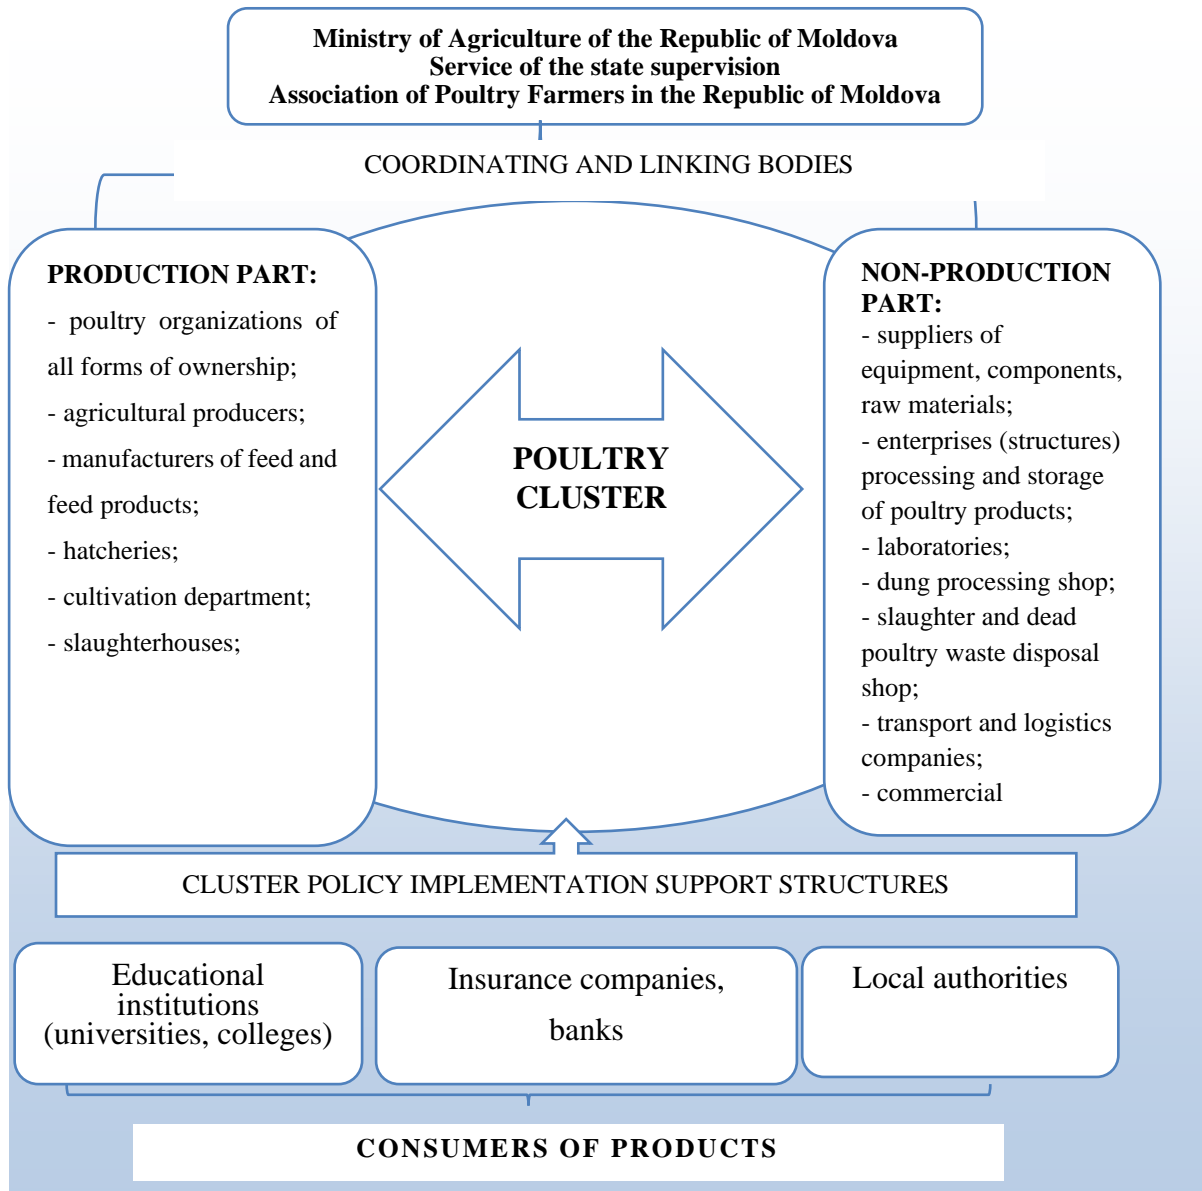 Ministry of Agriculture of the Republic of Moldova
Service of the state supervision
Association of Poultry Farmers in the Republic of Moldova
COORDINATING AND LINKING BODIES
PRODUCTION PART:
- poultry organizations of
all forms of ownership;
- agricultural producers;
- manufacturers of feed and
feed products;
- hatcheries;
- cultivation department;
- slaughterhouses;
POULTRY
CLUSTER
NON-PRODUCTION
PART:
- suppliers of
equipment, components,
raw materials;
- enterprises (structures)
processing and storage
of poultry products;
- laboratories;
- dung processing shop;
- slaughter and dead
poultry waste disposal
shop;
- transport and logistics
companies;
- commercial
CLUSTER POLICY IMPLEMENTATION SUPPORT STRUCTURES
Educational
institutions
(universities, colleges)
Insurance companies,
banks
Local authorities
CONSUMERS OF PRODUCTS